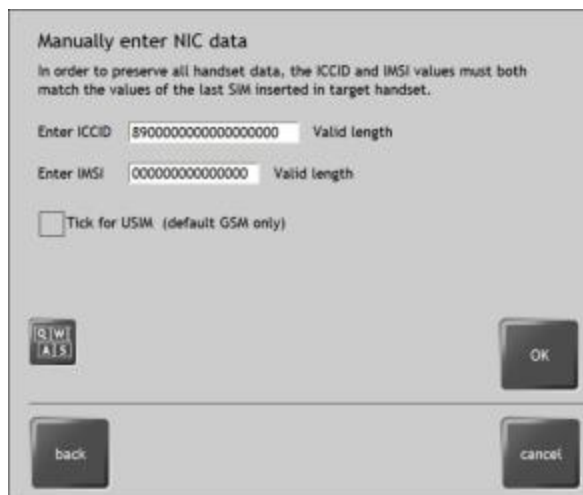 Manually enter NIC data
In order to preserve all handset data, the ICCID and IMSI values must both
match the values of the last SIM inserted in target handset.
Enter ICCID 8900000000000000000 Valid length
Enter IMSI 000000000000000 Valid length
Tick for USIM (default GSM only)
Q W
A S
OK
back
cancel